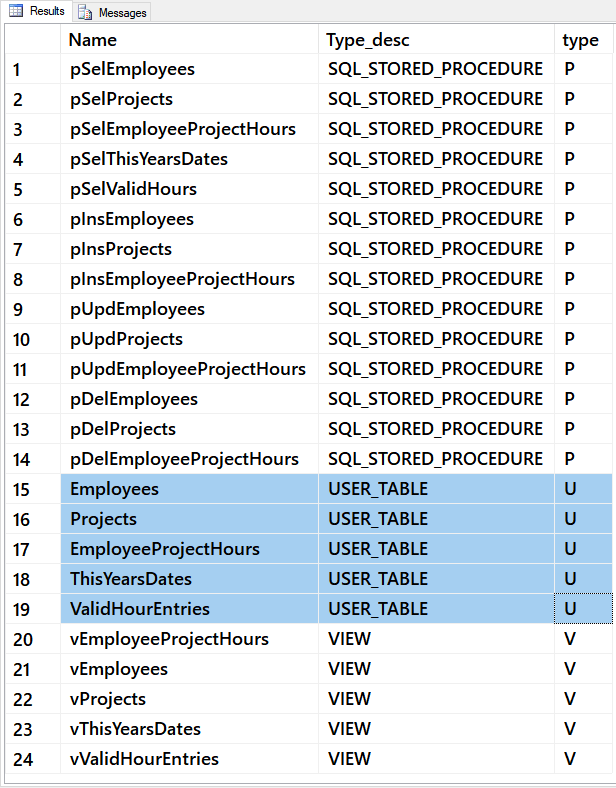 Results Messages
Name Type_desc type
1 pSelEmployees SQL_STORED_PROCEDURE P
2 pSelProjects SQL_STORED_PROCEDURE P
3 pSelEmployeeProjectHours SQL_STORED_PROCEDURE P
4 pSelThisYearsDates SQL_STORED_PROCEDURE P
5 pSelValidHours SQL_STORED_PROCEDURE P
6 pInsEmployees SQL_STORED_PROCEDURE P
7 pInsProjects SQL_STORED_PROCEDURE P
8 pInsEmployeeProjectHours SQL_STORED_PROCEDURE P
9 pUpdEmployees SQL_STORED_PROCEDURE P
10 pUpdProjects SQL_STORED_PROCEDURE P
11 pUpdEmployeeProjectHours SQL_STORED_PROCEDURE P
12 pDelEmployees SQL_STORED_PROCEDURE P
13 pDelProjects SQL_STORED_PROCEDURE P
14 pDelEmployeeProjectHours SQL_STORED_PROCEDURE P
15 Employees USER_TABLE U
16 Projects USER_TABLE U
17 EmployeeProjectHours USER_TABLE U
18 ThisYearsDates USER_TABLE U
19 ValidHourEntries USER_TABLE U
20 vEmployeeProjectHours VIEW V
21 vEmployees VIEW V
22 vProjects VIEW V
23 vThisYearsDates VIEW V
24 vValidHourEntries VIEW V